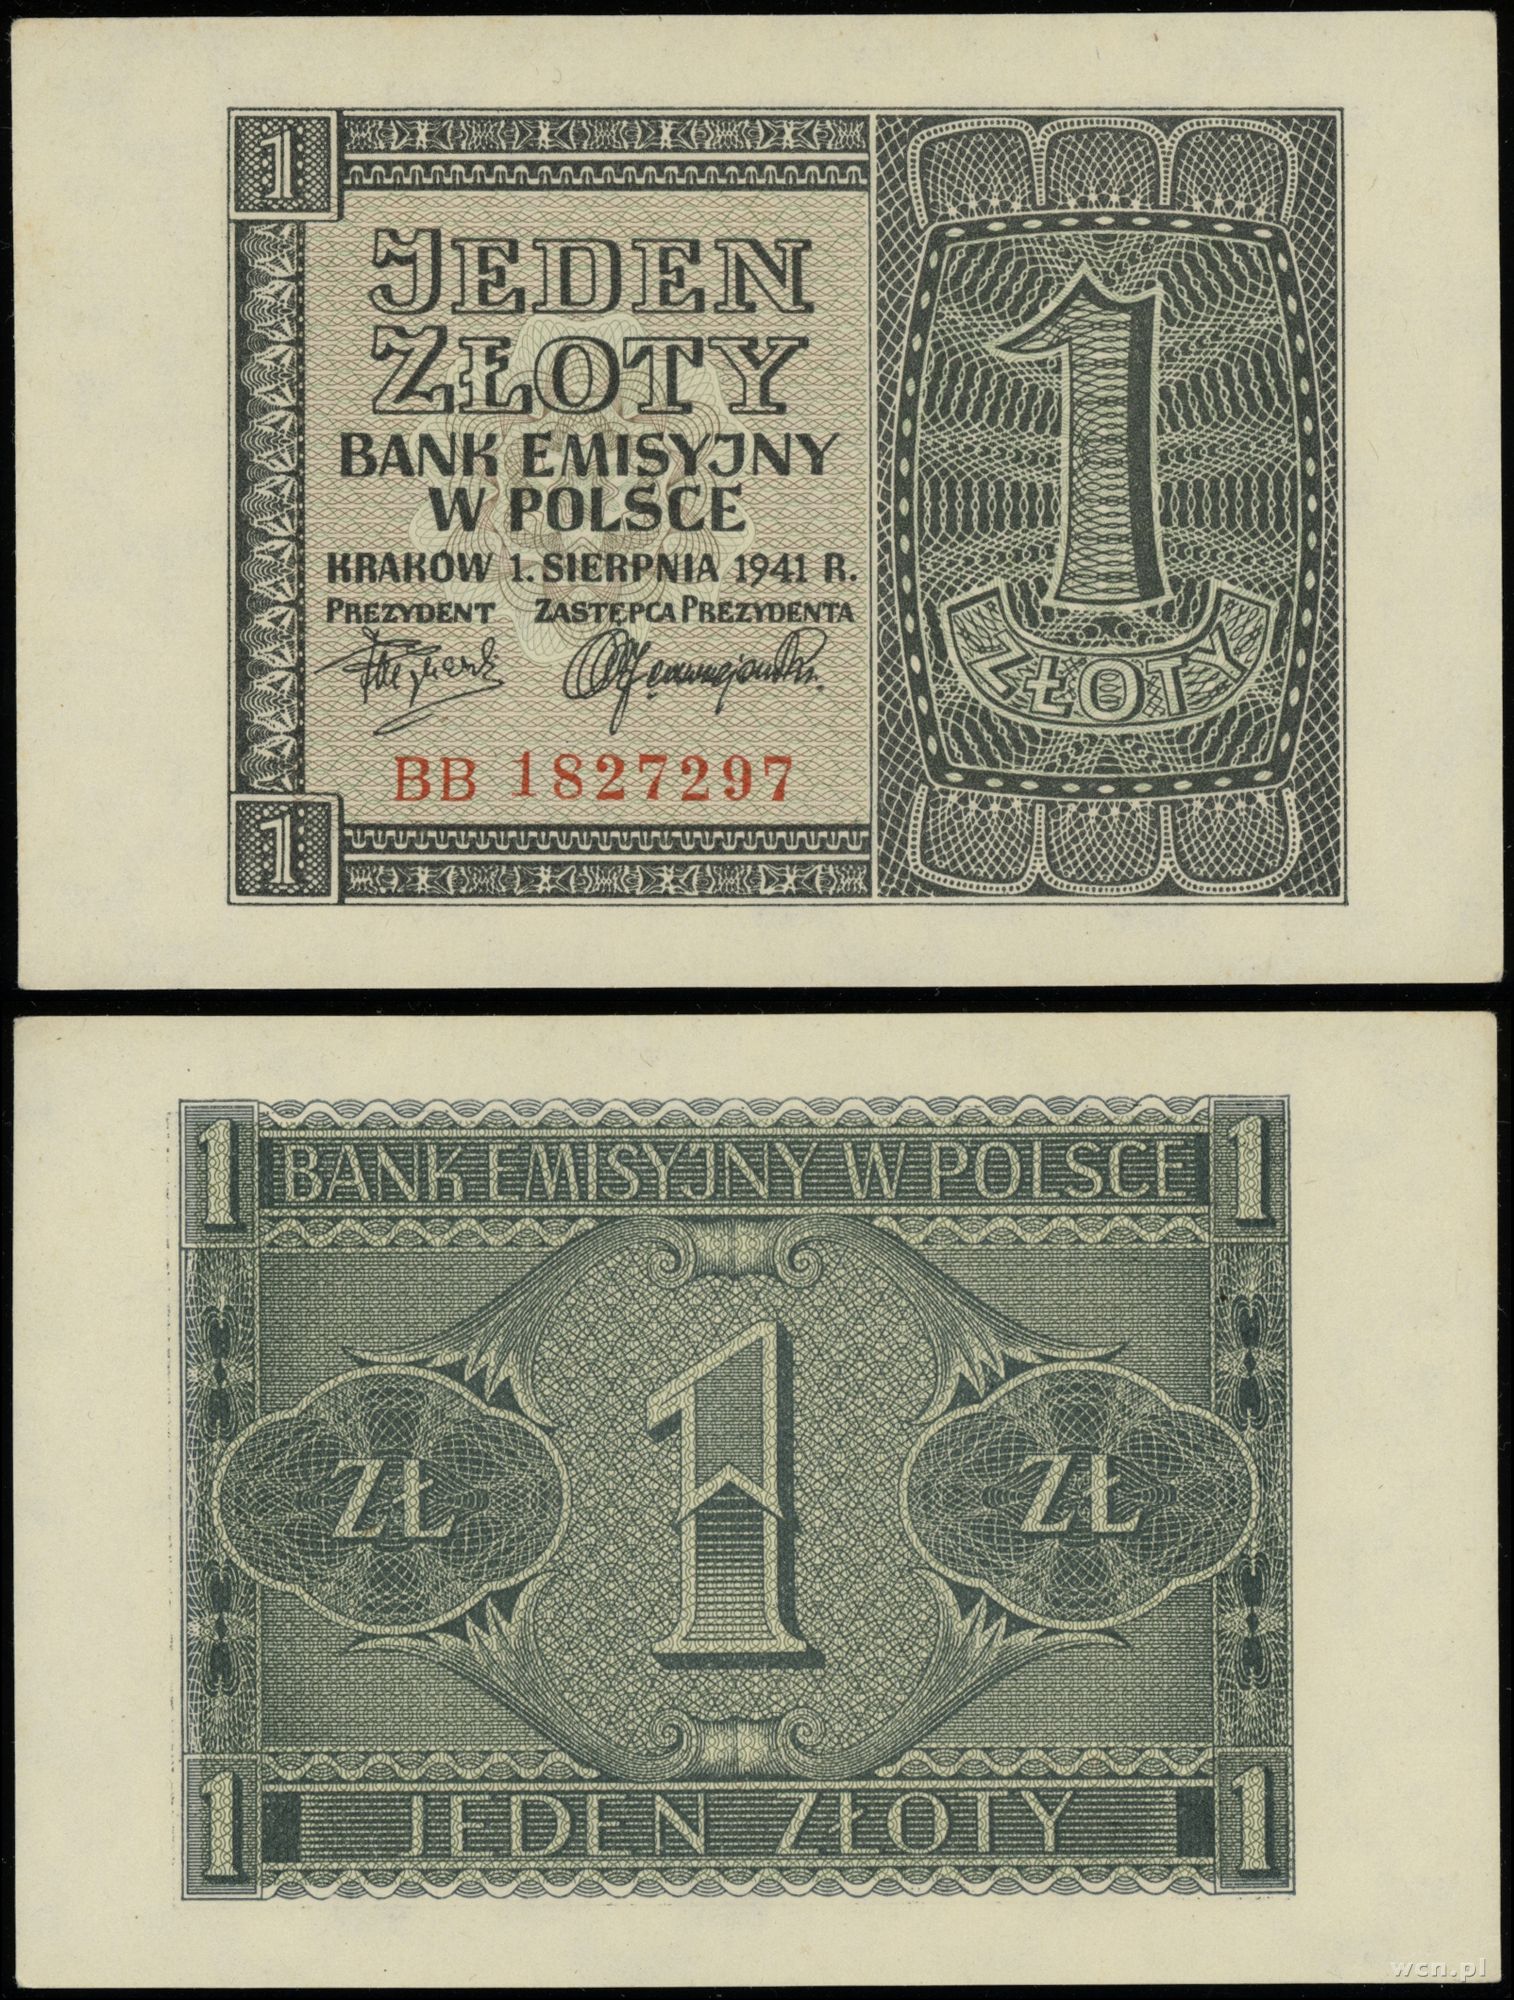 1
JEDEN
ZŁOTY
BANK EMISYJNY
W POLSCE
KRAKÓW 1. SIERPNIA 1941 R.
PREZYDENT ZASTĘPCA PREZYDENTA
BB 1827297
1
1
ZŁOTY
1 BANK EMISYJNY W POLSCE 1
ZŁ 1 ZŁ
1 JEDEN ZŁOTY 1
wcn.pl